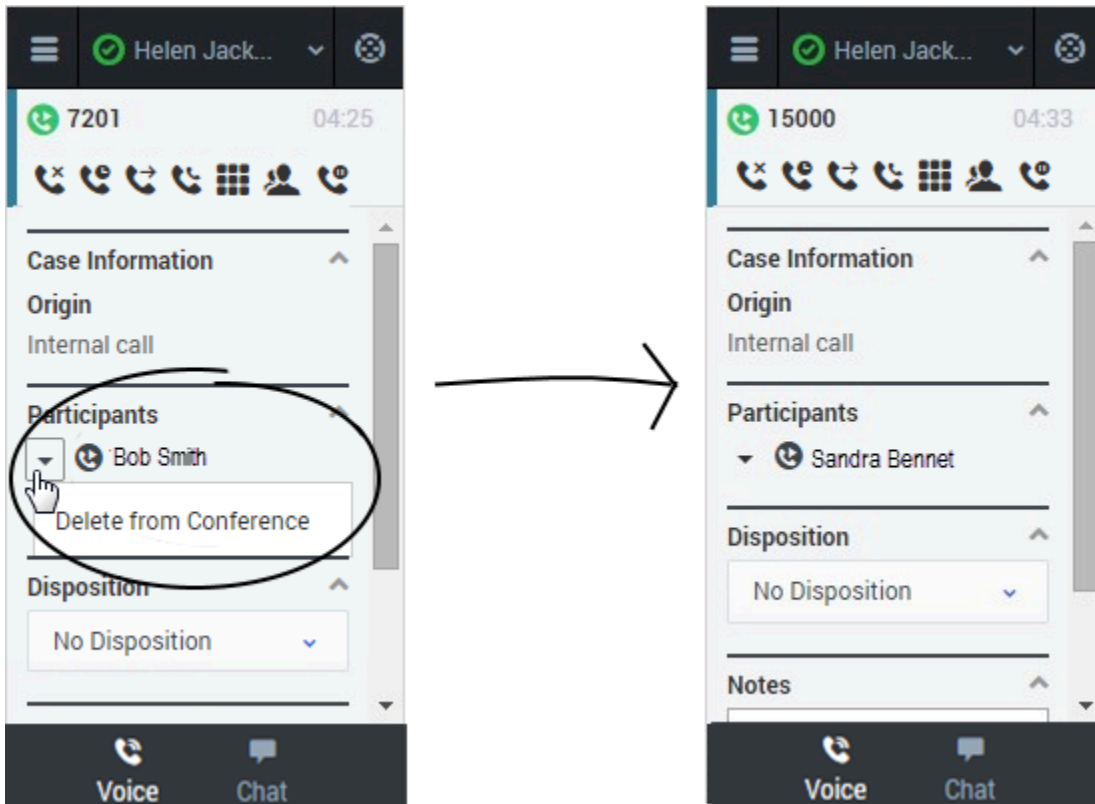 Helen Jack...
7201 04:25
Case Information
Origin
Internal call
Participants
Bob Smith
Delete from Conference
Disposition
No Disposition
Voice Chat
Helen Jack...
15000 04:33
Case Information
Origin
Internal call
Participants
Sandra Bennet
Disposition
No Disposition
Notes
Voice Chat